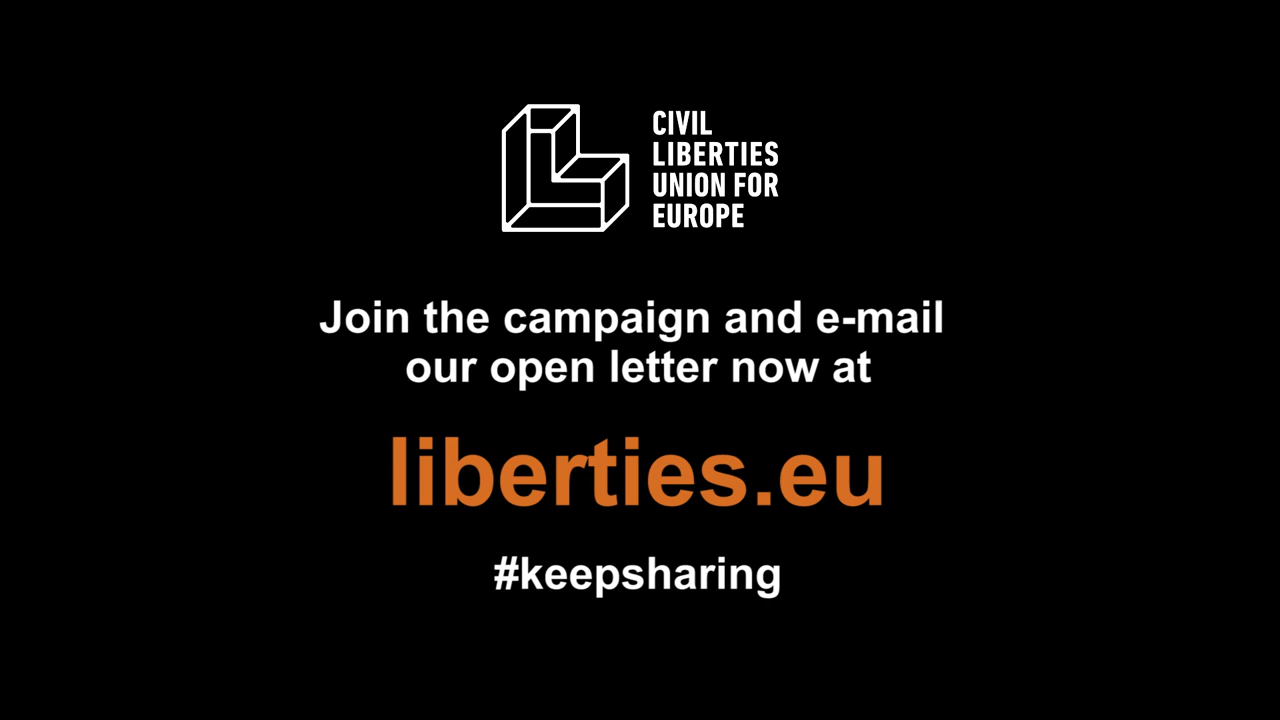 CIVIL
LIBERTIES
UNION FOR
EUROPE
Join the campaign and e-mail
our open letter now at
liberties.eu
#keepsharing